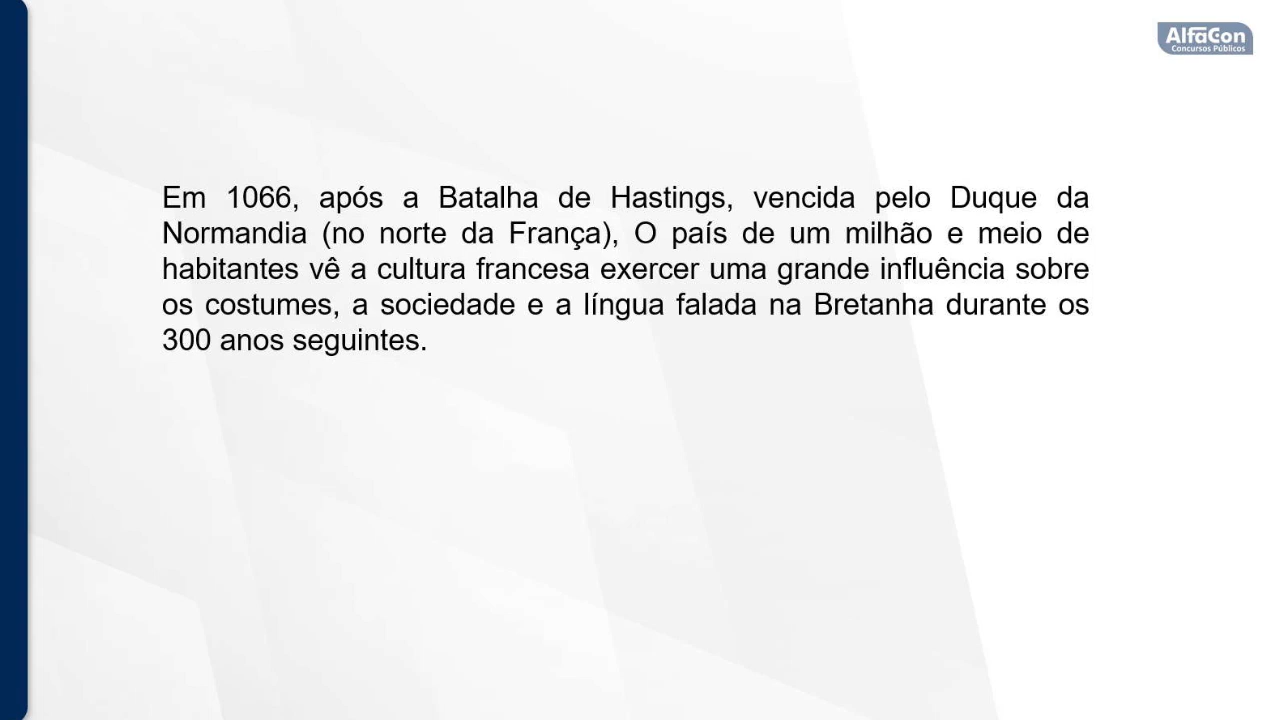 AlfaCon
Concursos Públicos
Em 1066, após a Batalha de Hastings, vencida pelo Duque da
Normandia (no norte da França), O país de um milhão e meio de
habitantes vê a cultura francesa exercer uma grande influência sobre
os costumes, a sociedade e a língua falada na Bretanha durante os
300 anos seguintes.